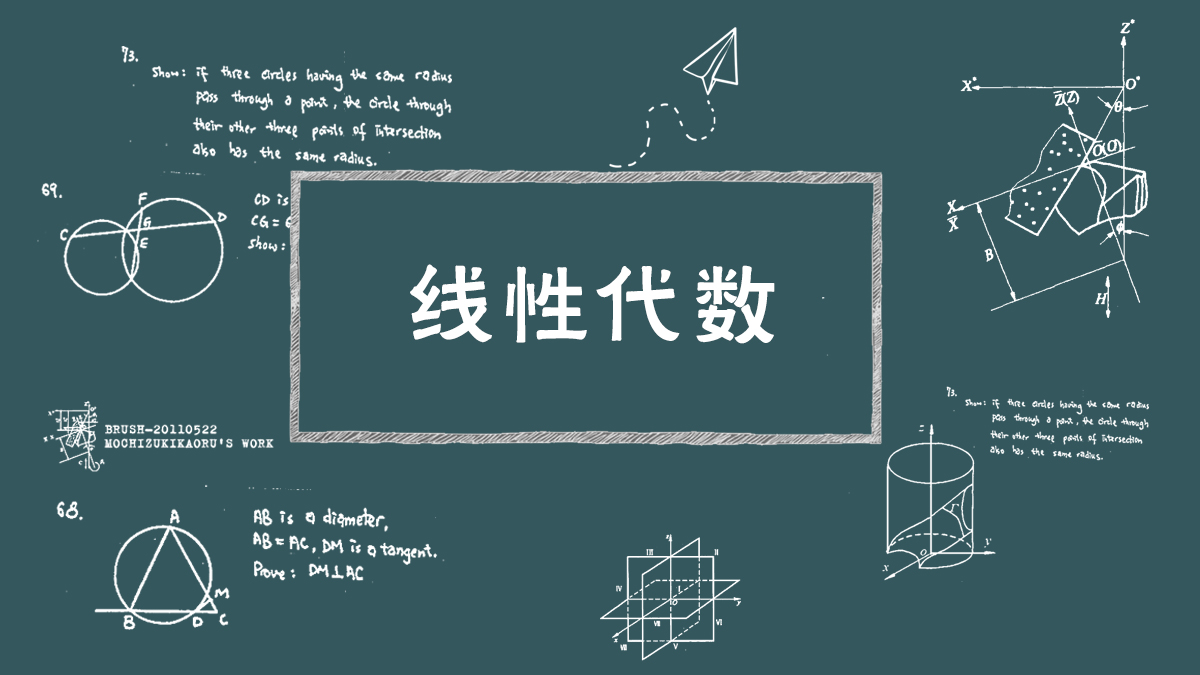 73.
Show: if three circles having the same radius
pass through a point, the circle through
their other three points of intersection
also has the same radius.
Z*
X*
O*
θ
Z̅(Z)
O̅(O)
X
X̅
φ
B
H
69.
F
C
G
D
E
CD is
CG =
Show:
线性代数
BRUSH-20110522
MOCHIZUKIKAORU'S WORK
73.
Show: if three circles having the same radius
pass through a point, the circle through
their other three points of intersection
also has the same radius.
z
o
x
y
68.
A
B
D
C
M
AB is a diameter,
AB = AC, DM is a tangent.
Prove: DM⊥AC
z
III
II
IV
I
O
y
VII
VI
x
VIII
V